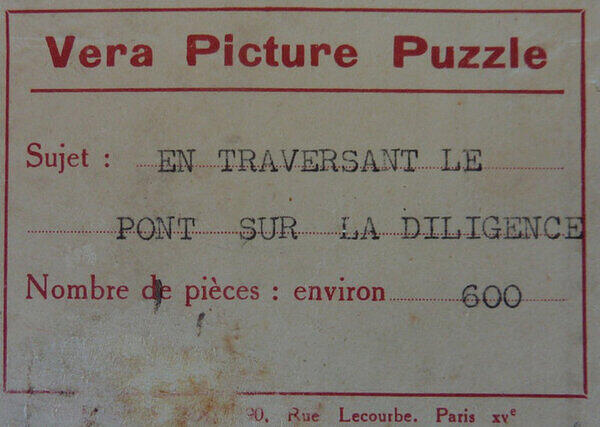 Vera Picture Puzzle
Sujet : EN TRAVERSANT LE
PONT SUR LA DILIGENCE
Nombre de pièces : environ 600
90, Rue Lecourbe. Paris xvᵉ